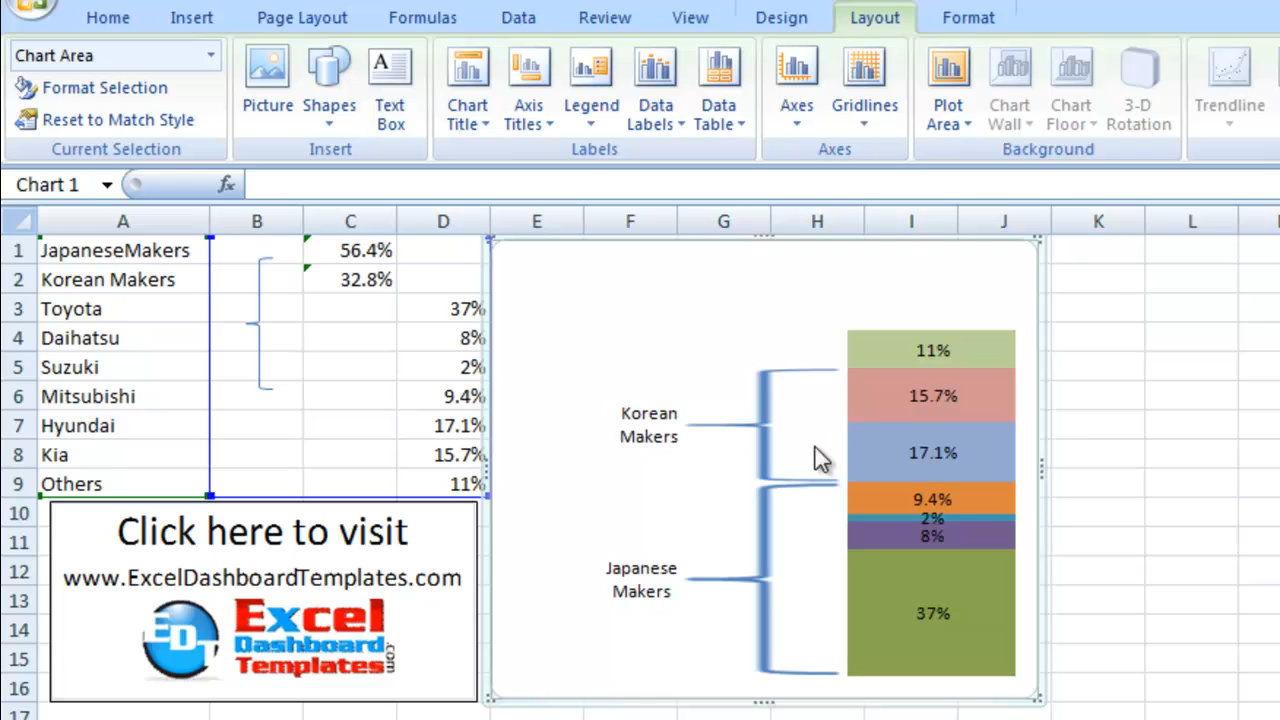 Home Insert Page Layout Formulas Data Review View Design Layout Format
Chart Area
Format Selection
Reset to Match Style
Current Selection
Picture
Shapes
Text
Box
Insert
Chart
Title
Axis
Titles
Legend
Data
Labels
Data
Table
Labels
Axes
Gridlines
Axes
Plot
Area
Chart
Wall
Chart
Floor
3-D
Rotation
Background
Trendline
Chart 1 fx
A B C D E F G H I J K L
1 JapaneseMakers 56.4%
2 Korean Makers 32.8%
3 Toyota 37%
4 Daihatsu 8%
5 Suzuki 2%
6 Mitsubishi 9.4%
7 Hyundai 17.1%
8 Kia 15.7%
9 Others 11%
10
11
12
13
14
15
16
17
Click here to visit
www.ExcelDashboardTemplates.com
EDT
Excel
Dashboard
Templates
.com
11%
15.7%
Korean
Makers
17.1%
9.4%
2%
8%
Japanese
Makers
37%